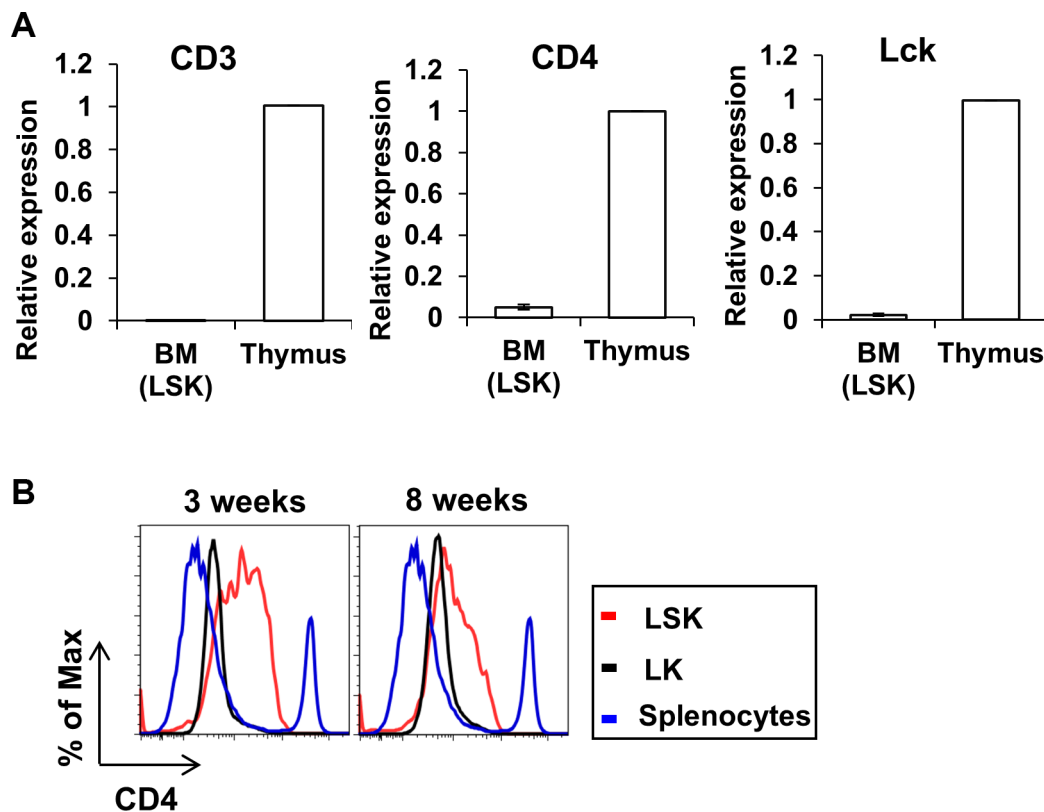 A
CD3
1.2
1
0.8
0.6
0.4
0.2
0
Relative expression
BM
(LSK)
Thymus
CD4
1.2
1
0.8
0.6
0.4
0.2
0
Relative expression
BM
(LSK)
Thymus
Lck
1.2
1
0.8
0.6
0.4
0.2
0
Relative expression
BM
(LSK)
Thymus
B
3 weeks
8 weeks
% of Max
CD4
LSK
LK
Splenocytes